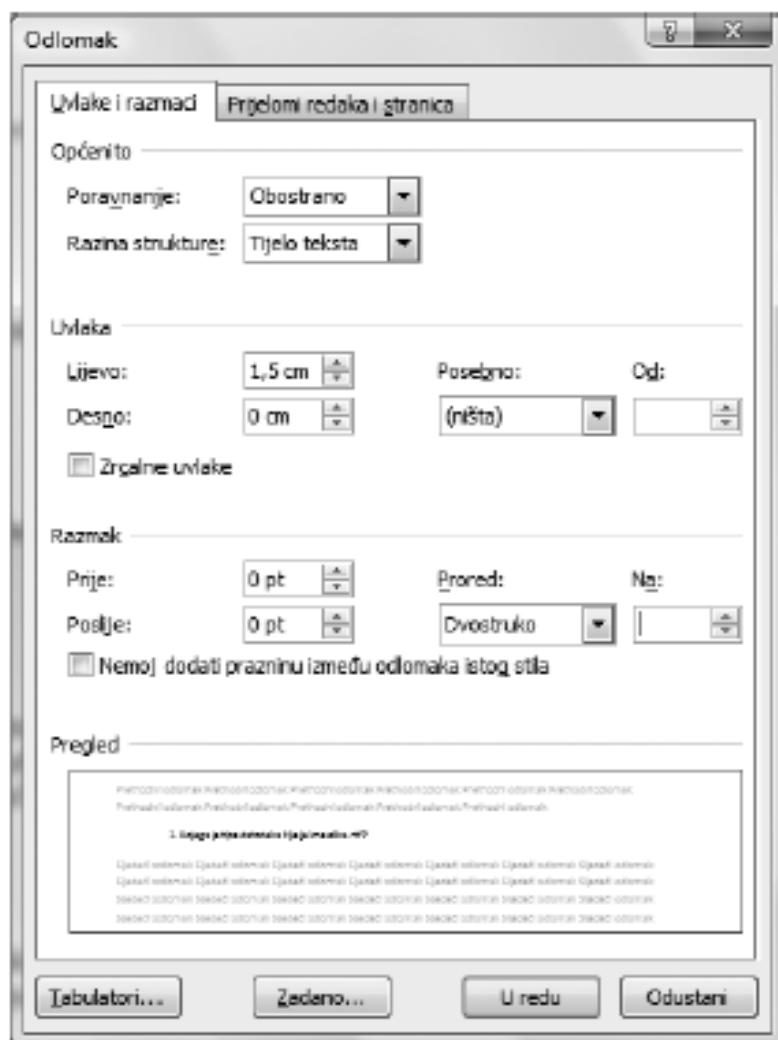 Odlomak
Uvlake i razmaci Prijelomi redaka i stranica
Općenito
Poravnanje: Obostrano
Razina strukture: Tijelo teksta
Uvlaka
Lijevo: 1,5 cm Posebno: Od:
Desno: 0 cm (ništa)
Zrcalne uvlake
Razmak
Prije: 0 pt Prored: Na:
Poslije: 0 pt Dvostruko
Nemoj dodati prazninu između odlomaka istog stila
Pregled
Tabulatori... Zadano... U redu Odustani